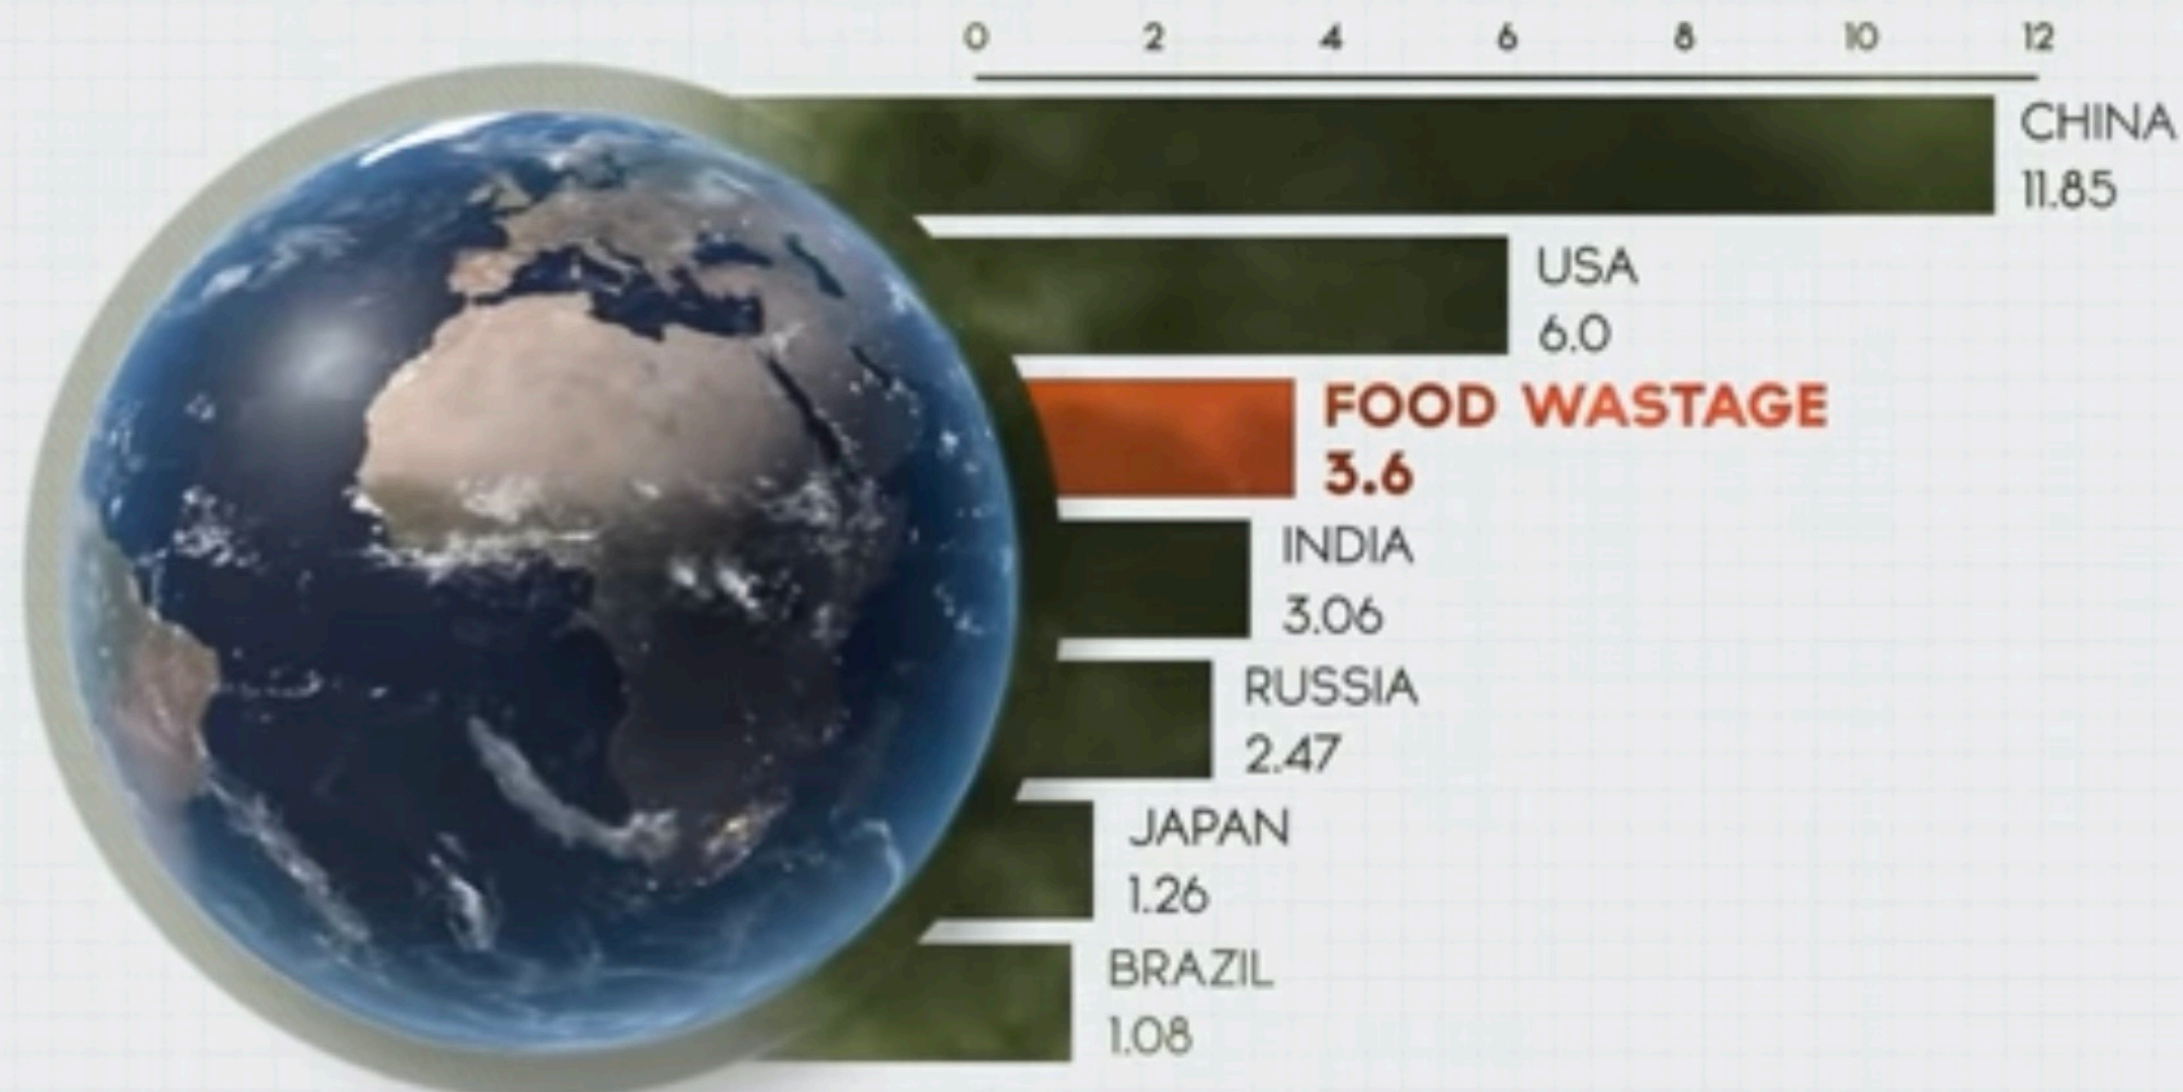 0 2 4 6 8 10 12
CHINA
11.85
USA
6.0
FOOD WASTAGE
3.6
INDIA
3.06
RUSSIA
2.47
JAPAN
1.26
BRAZIL
1.08